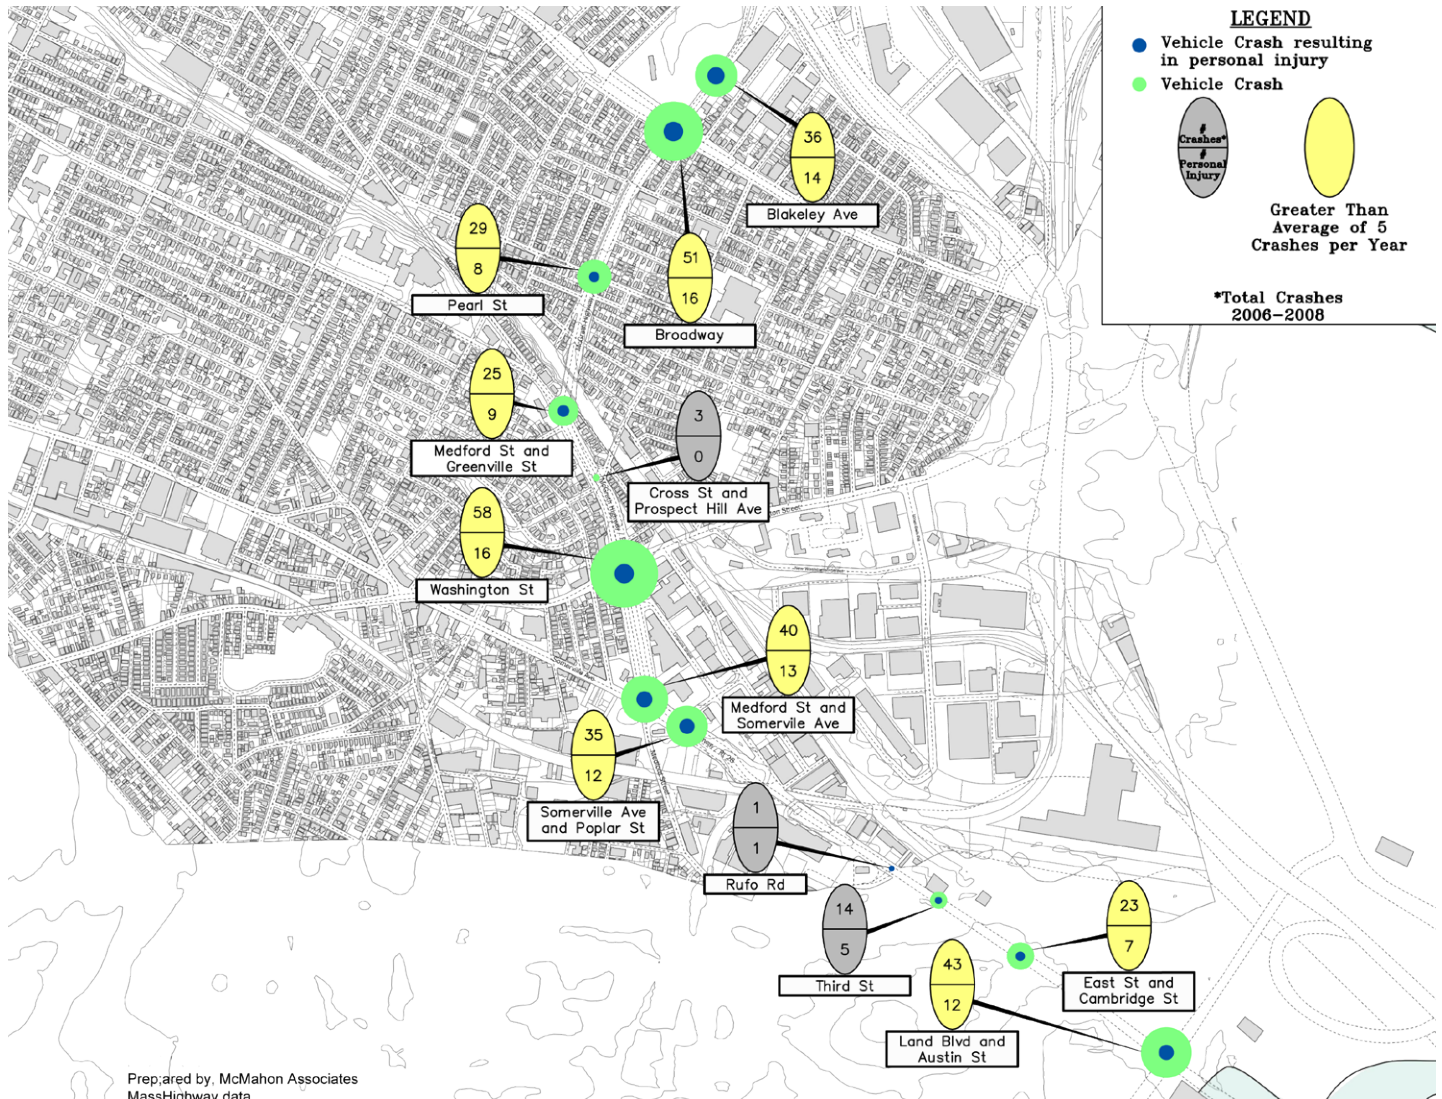 LEGEND
Vehicle Crash resulting
in personal injury
Vehicle Crash
#
Crashes*
#
Personal
Injury
Greater Than
Average of 5
Crashes per Year
*Total Crashes
2006-2008
36
14
Blakeley Ave
51
16
Broadway
29
8
Pearl St
25
9
Medford St and
Greenville St
3
0
Cross St and
Prospect Hill Ave
58
16
Washington St
40
13
Medford St and
Somervile Ave
35
12
Somerville Ave
and Poplar St
1
1
Rufo Rd
14
5
Third St
23
7
East St and
Cambridge St
43
12
Land Blvd and
Austin St
Prep;ared by, McMahon Associates
MassHighway data